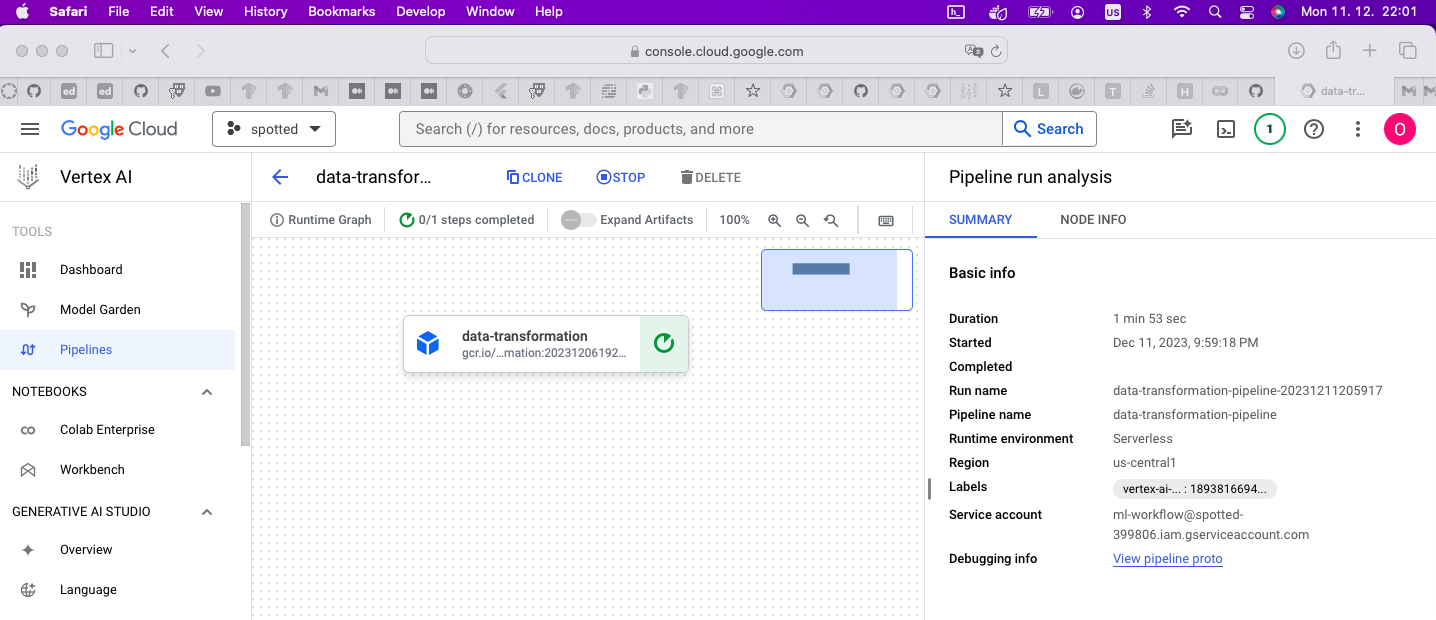 Safari File Edit View History Bookmarks Develop Window Help US Mon 11. 12. 22:01
console.cloud.google.com
ed ed L T H data-tr...
Google Cloud spotted Search (/) for resources, docs, products, and more Search 1 O
Vertex AI data-transfor... CLONE STOP DELETE Pipeline run analysis
Runtime Graph 0/1 steps completed Expand Artifacts 100% SUMMARY NODE INFO
TOOLS
Dashboard
Model Garden
Pipelines
NOTEBOOKS
Colab Enterprise
Workbench
GENERATIVE AI STUDIO
Overview
Language
data-transformation
gcr.io/...mation:20231206192...
Basic info
Duration 1 min 53 sec
Started Dec 11, 2023, 9:59:18 PM
Completed
Run name data-transformation-pipeline-20231211205917
Pipeline name data-transformation-pipeline
Runtime environment Serverless
Region us-central1
Labels vertex-ai-... : 1893816694...
Service account ml-workflow@spotted-
399806.iam.gserviceaccount.com
Debugging info View pipeline proto